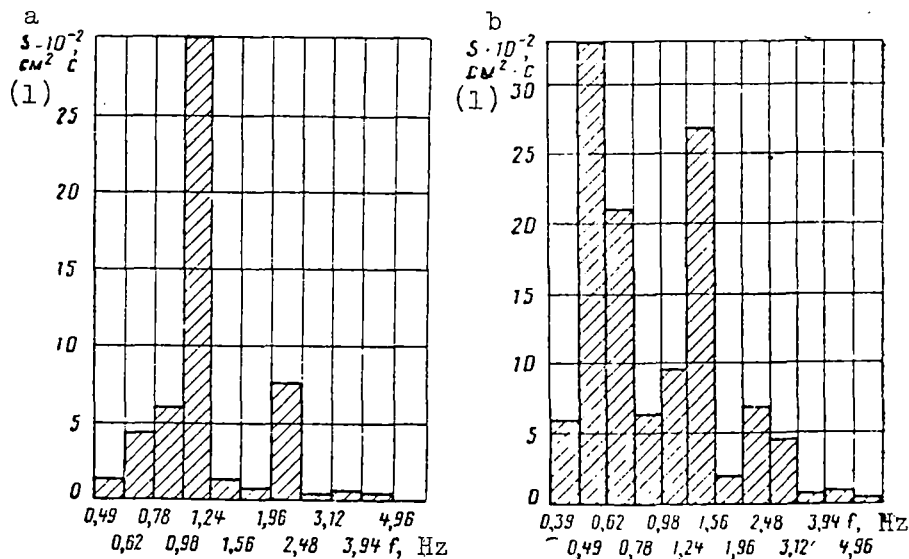 a
S · 10⁻²,
см² с
(1)
25
20
15
10
5
0
0,49 0,78 1,24 1,96 3,12 4,96
0,62 0,98 1,56 2,48 3,94 f, Hz
b
S · 10⁻²,
см² · с
(1) 30
25
20
15
10
5
0
0,39 0,62 0,98 1,56 2,48 3,94 f, Hz
0,49 0,78 1,24 1,96 3,12 4,96